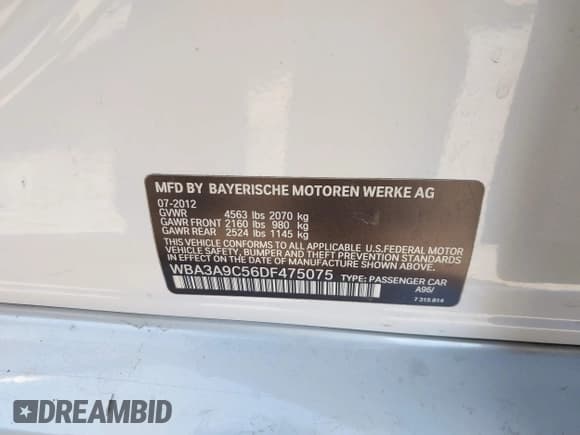 MFD BY BAYERISCHE MOTOREN WERKE AG
07-2012
GVWR 4563 lbs 2070 kg
GAWR FRONT 2160 lbs 980 kg
GAWR REAR 2524 lbs 1145 kg
THIS VEHICLE CONFORMS TO ALL APPLICABLE U.S.FEDERAL MOTOR
VEHICLE SAFETY, BUMPER AND THEFT PREVENTION STANDARDS
IN EFFECT ON THE DATE OF MANUFACTURE SHOWN ABOVE.
WBA3A9C56DF475075 TYPE: PASSENGER CAR
A96/
7 315 814
DREAMBID